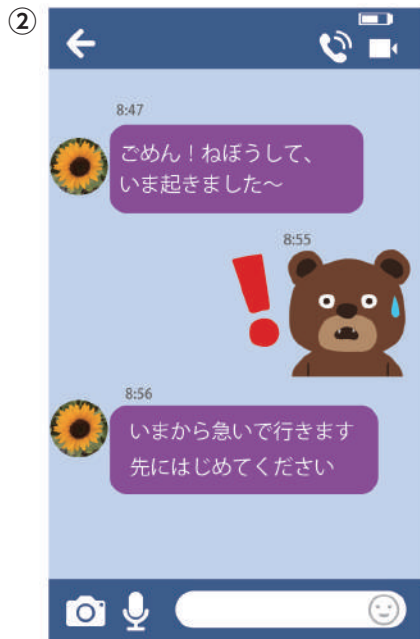 ②
8:47
ごめん！ねぼうして、
いま起きました～
8:55
8:56
いまから急いで行きます
先にはじめてください